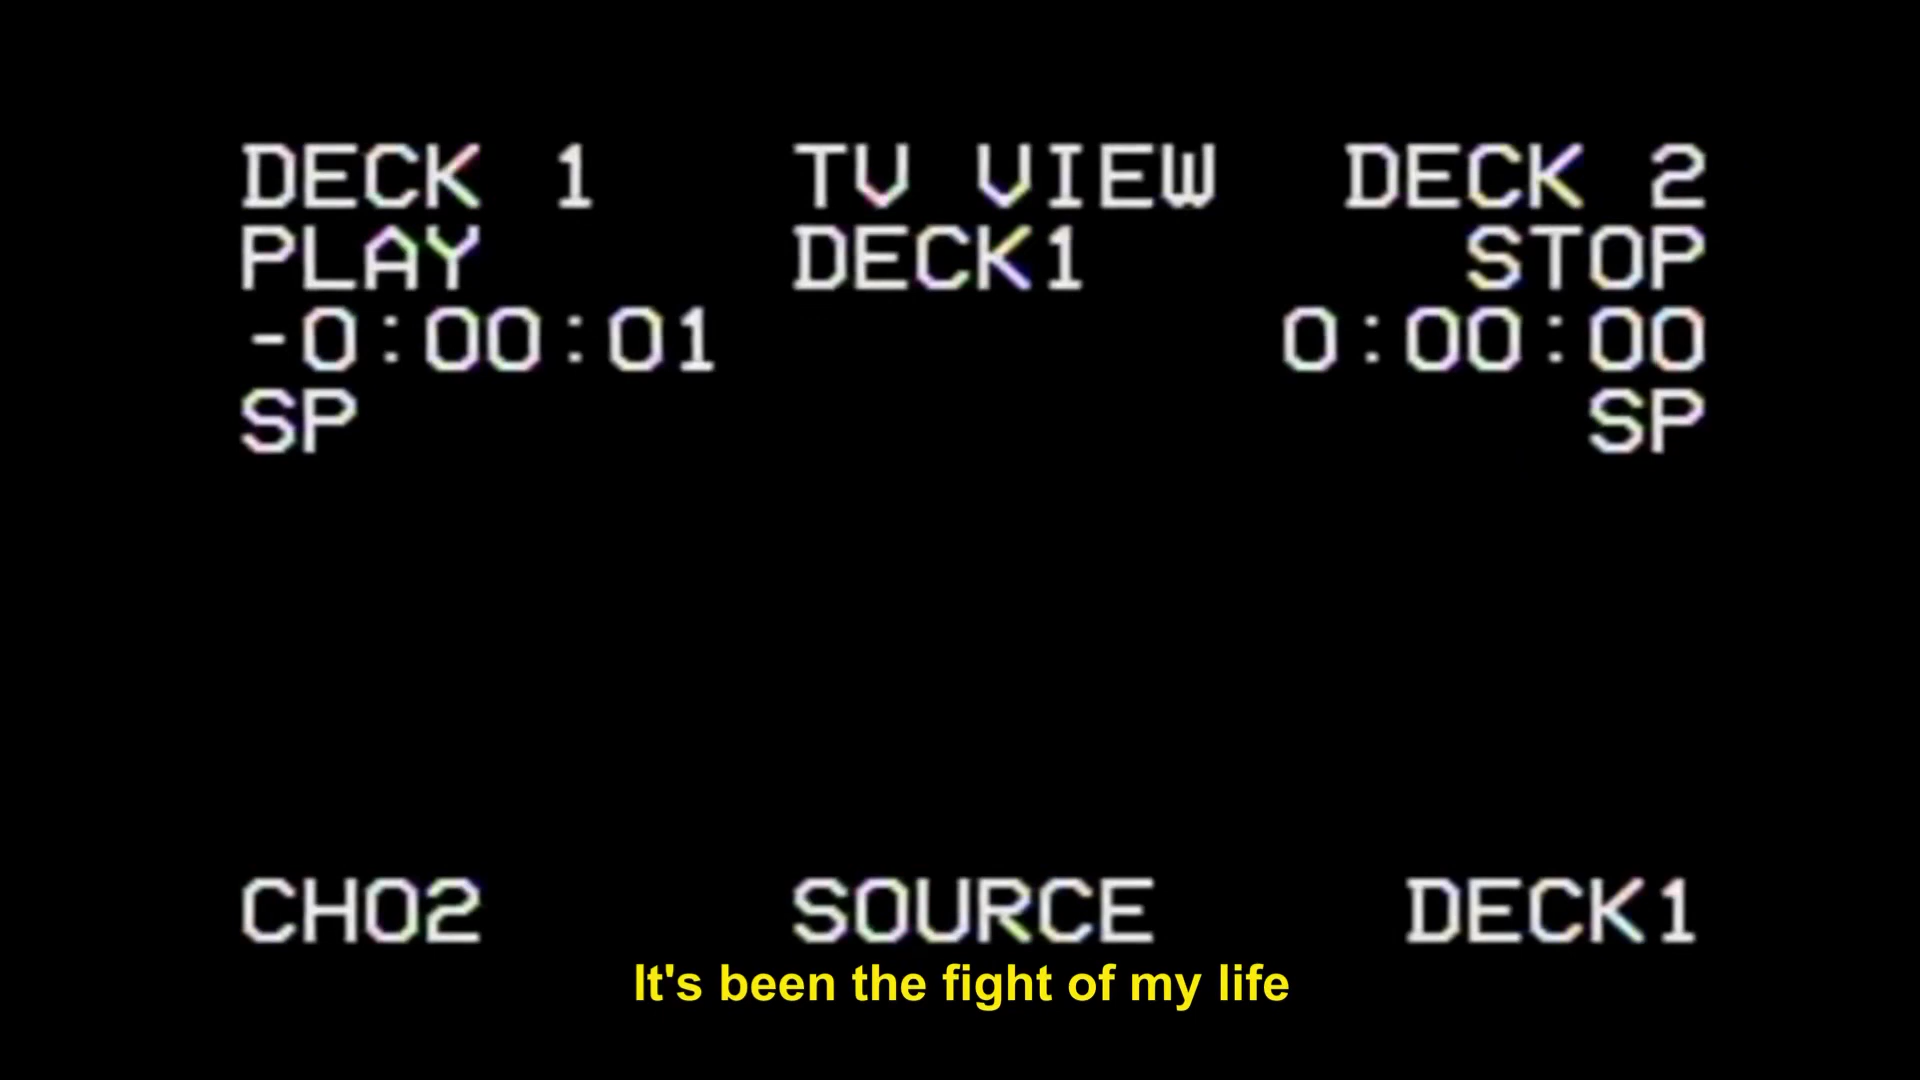 DECK 1 TV VIEW DECK 2
PLAY DECK1 STOP
-0:00:01 0:00:00
SP SP
CH02 SOURCE DECK1
It's been the fight of my life